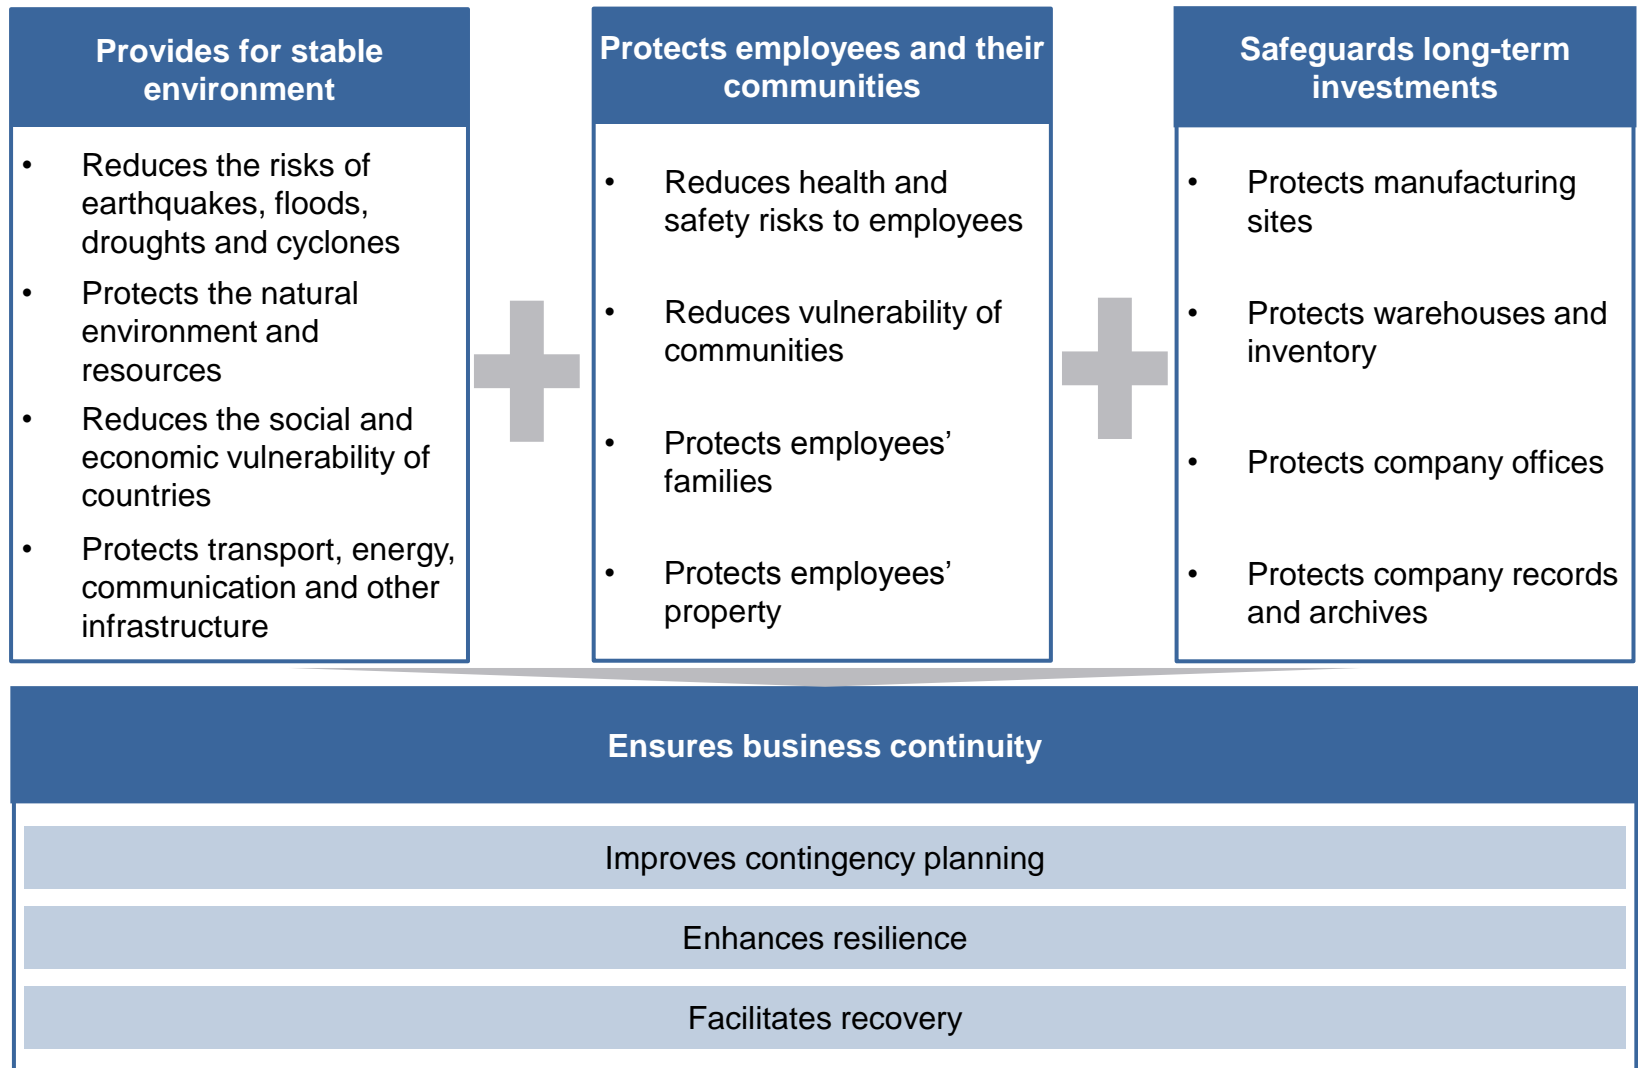 Provides for stable
environment
• Reduces the risks of
earthquakes, floods,
droughts and cyclones
• Protects the natural
environment and
resources
• Reduces the social and
economic vulnerability of
countries
• Protects transport, energy,
communication and other
infrastructure
Protects employees and their
communities
• Reduces health and
safety risks to employees
• Reduces vulnerability of
communities
• Protects employees’
families
• Protects employees’
property
Safeguards long-term
investments
• Protects manufacturing
sites
• Protects warehouses and
inventory
• Protects company offices
• Protects company records
and archives
Ensures business continuity
Improves contingency planning
Enhances resilience
Facilitates recovery